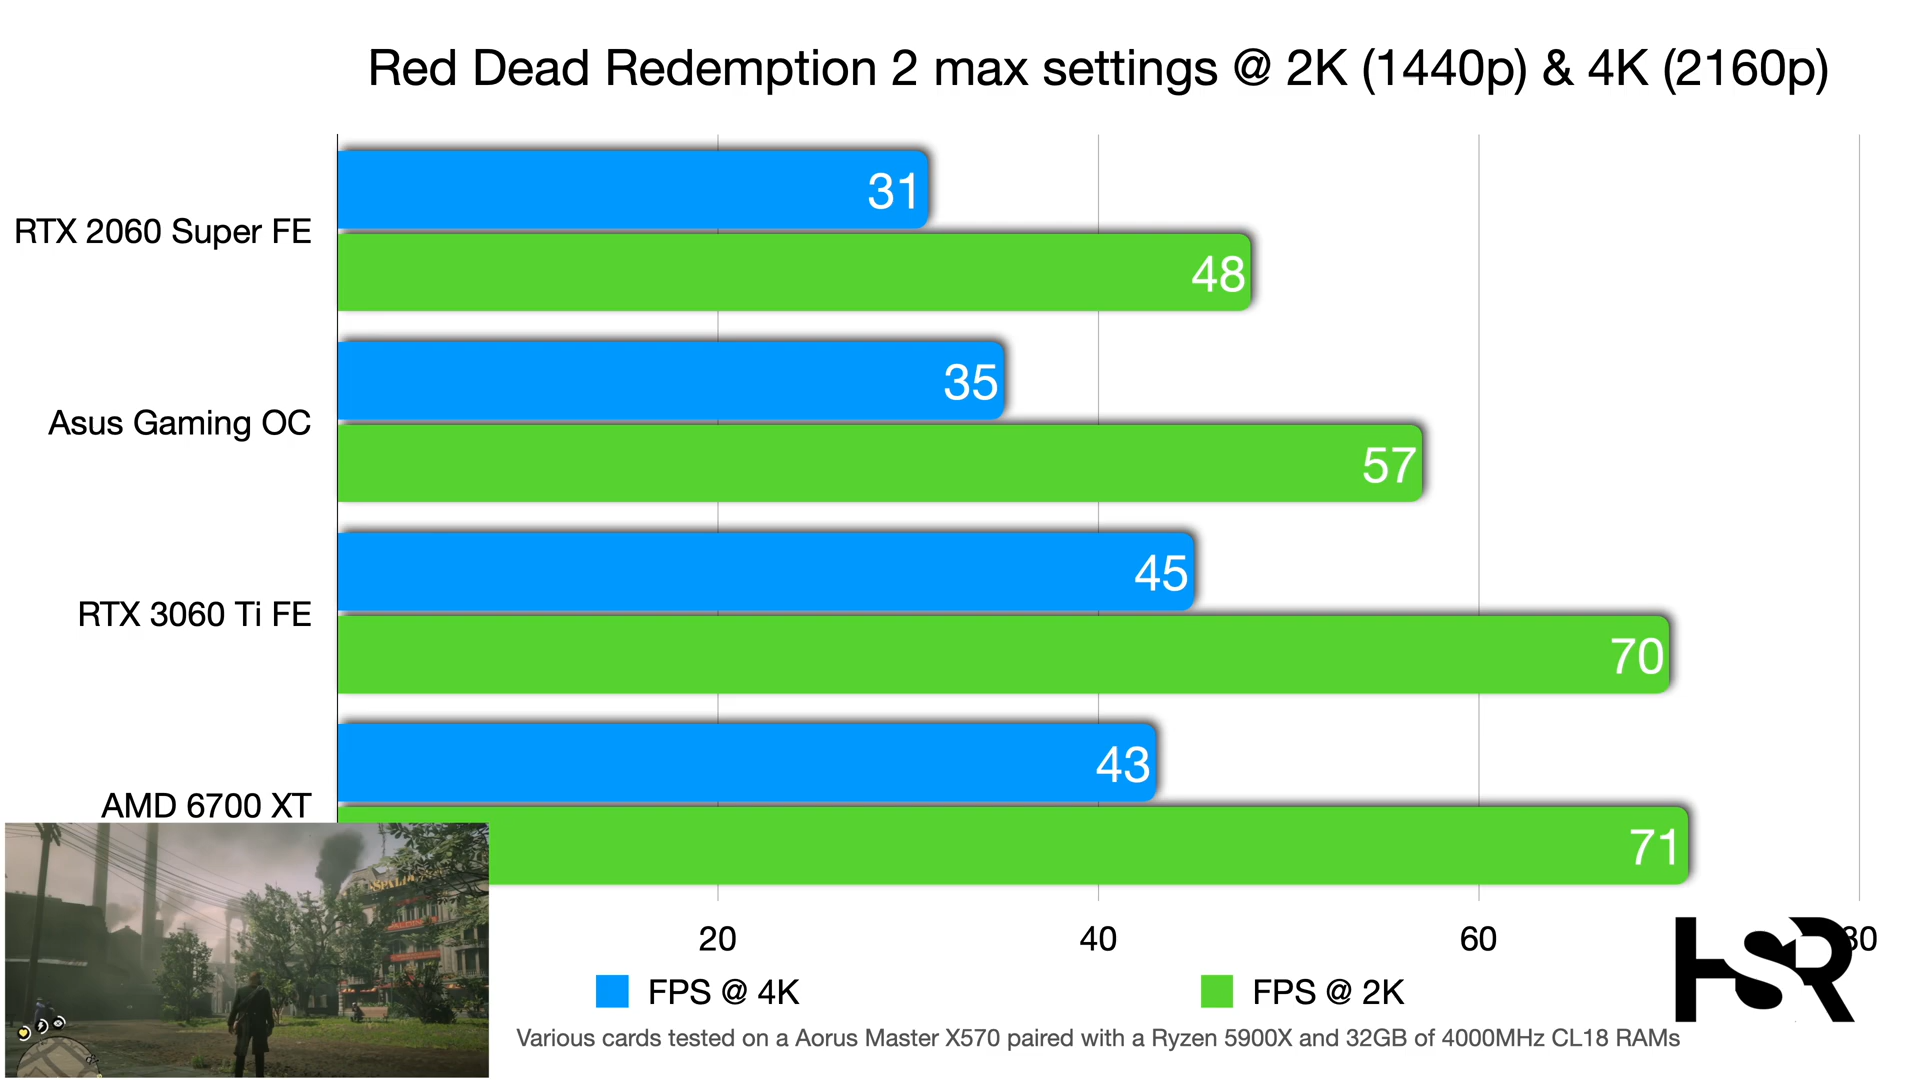 Red Dead Redemption 2 max settings @ 2K (1440p) & 4K (2160p)
RTX 2060 Super FE
31
48
Asus Gaming OC
35
57
RTX 3060 Ti FE
45
70
AMD 6700 XT
43
71
20
40
60
80
FPS @ 4K
FPS @ 2K
HSR
Various cards tested on a Aorus Master X570 paired with a Ryzen 5900X and 32GB of 4000MHz CL18 RAMs